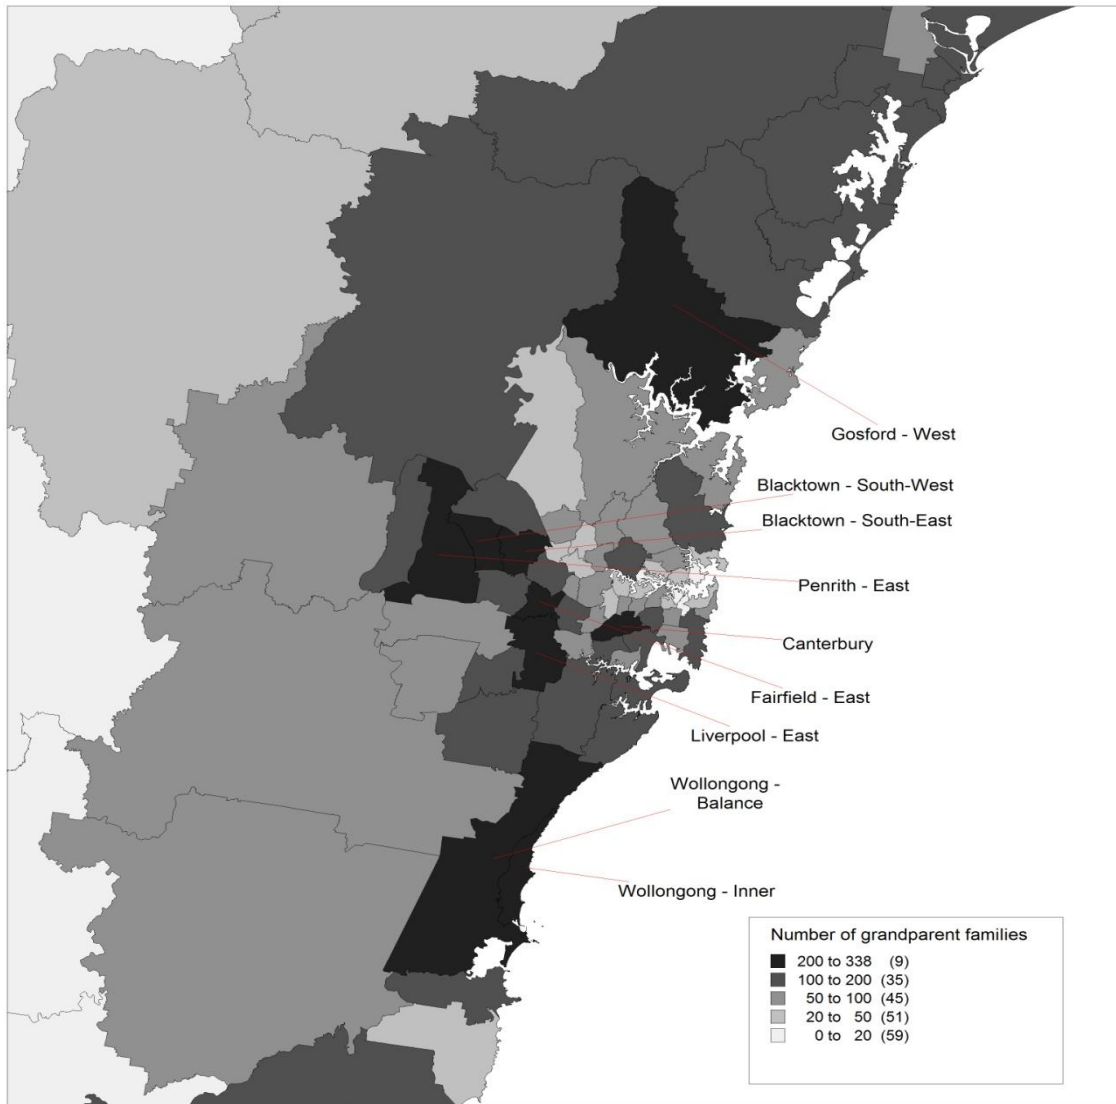 Gosford - West
Blacktown - South-West
Blacktown - South-East
Penrith - East
Canterbury
Fairfield - East
Liverpool - East
Wollongong -
Balance
Wollongong - Inner
Number of grandparent families
200 to 338 (9)
100 to 200 (35)
50 to 100 (45)
20 to 50 (51)
0 to 20 (59)